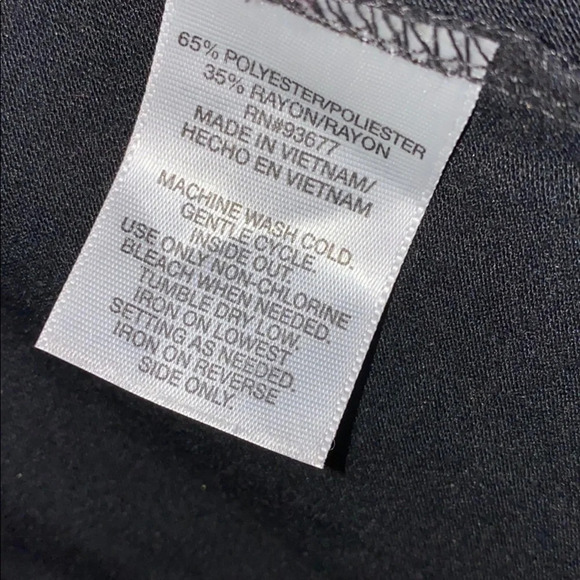 65% POLYESTER/POLIESTER
35% RAYON/RAYON
RN#93677
MADE IN VIETNAM/
HECHO EN VIETNAM
MACHINE WASH COLD.
GENTLE CYCLE.
INSIDE OUT
USE ONLY NON-CHLORINE
BLEACH WHEN NEEDED.
TUMBLE DRY LOW.
IRON ON LOWEST
SETTING AS NEEDED.
IRON ON REVERSE
SIDE ONLY.